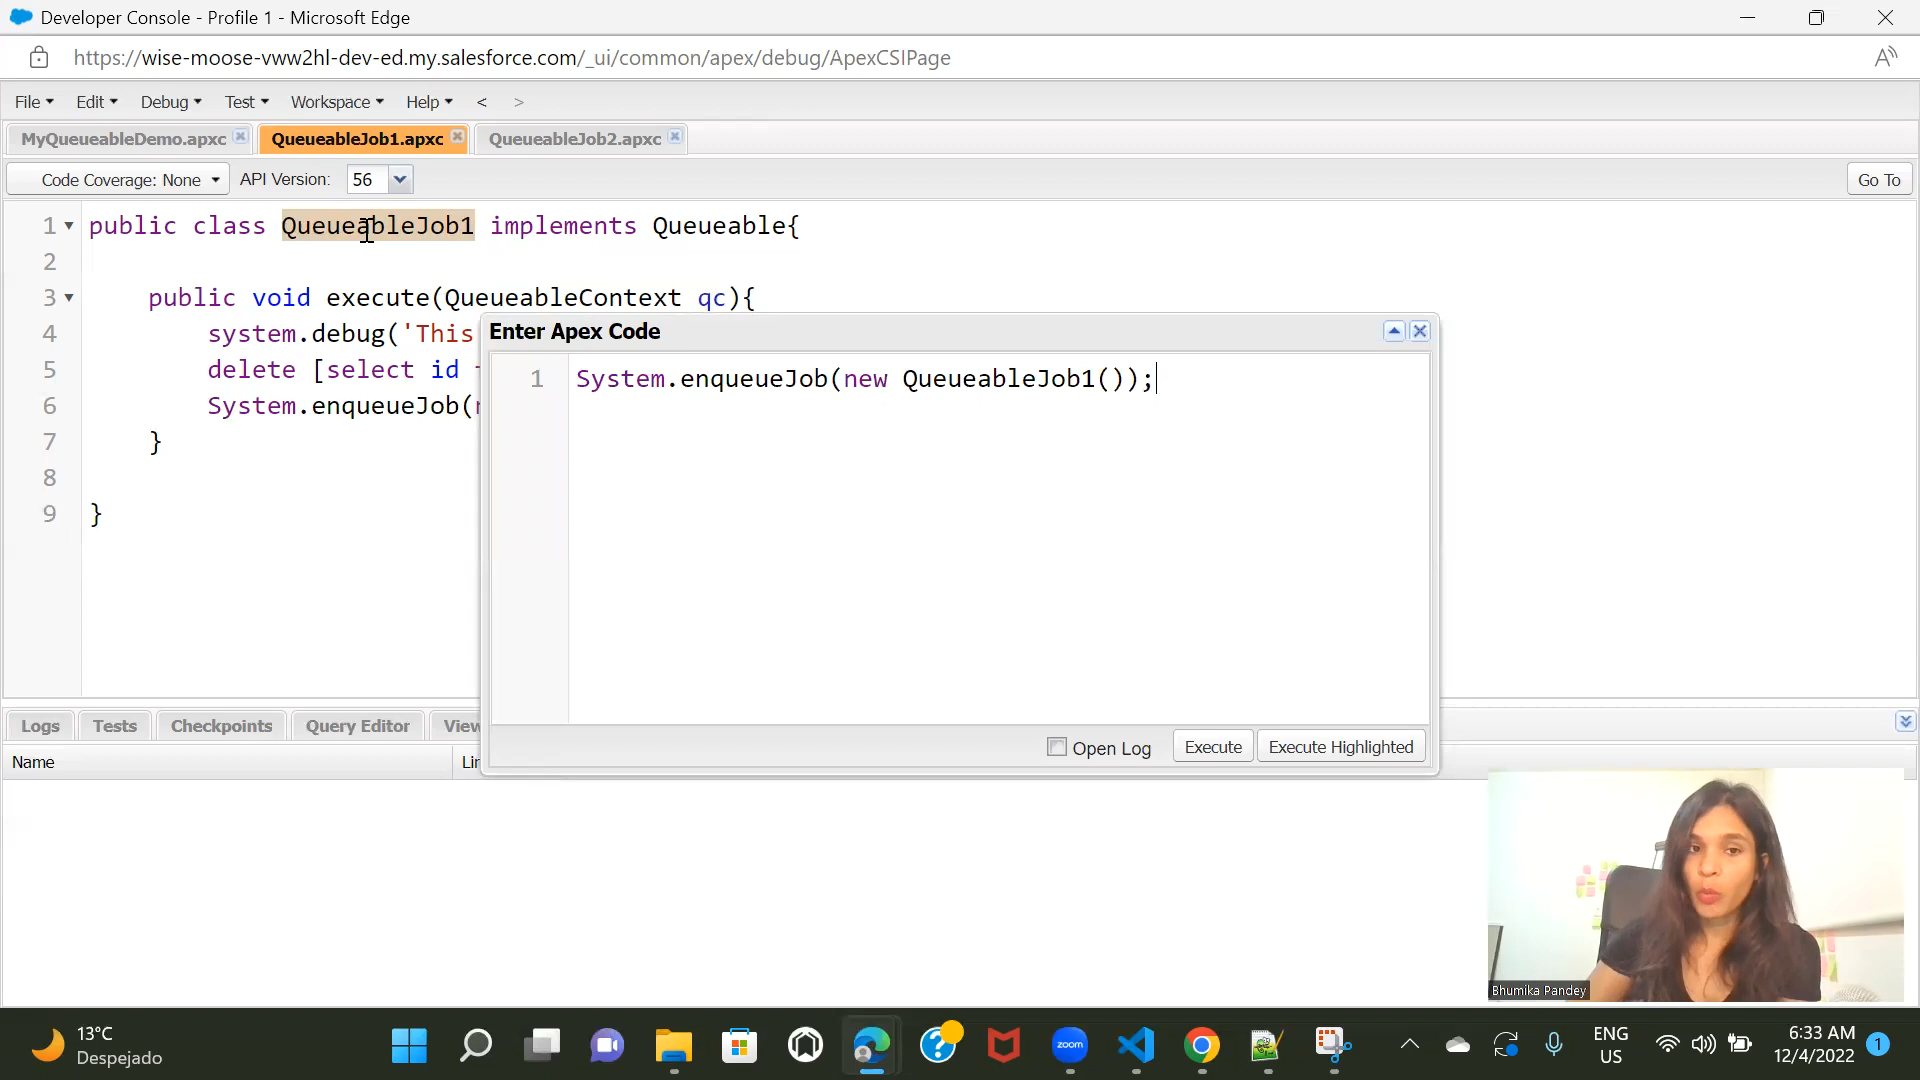 Developer Console - Profile 1 - Microsoft Edge
https://wise-moose-vww2hl-dev-ed.my.salesforce.com/_ui/common/apex/debug/ApexCSIPage
File Edit Debug Test Workspace Help < >
MyQueueableDemo.apxc QueueableJob1.apxc QueueableJob2.apxc
Code Coverage: None API Version: 56 Go To
1 public class QueueableJob1 implements Queueable{
2
3 public void execute(QueueableContext qc){
4 system.debug('This
5 delete [select id
6 System.enqueueJob(
7 }
8
9 }
Enter Apex Code
1 System.enqueueJob(new QueueableJob1());
Open Log Execute Execute Highlighted
Logs Tests Checkpoints Query Editor View
Name
Bhumika Pandey
13°C
Despejado
zoom
ENG
US
6:33 AM
12/4/2022
1